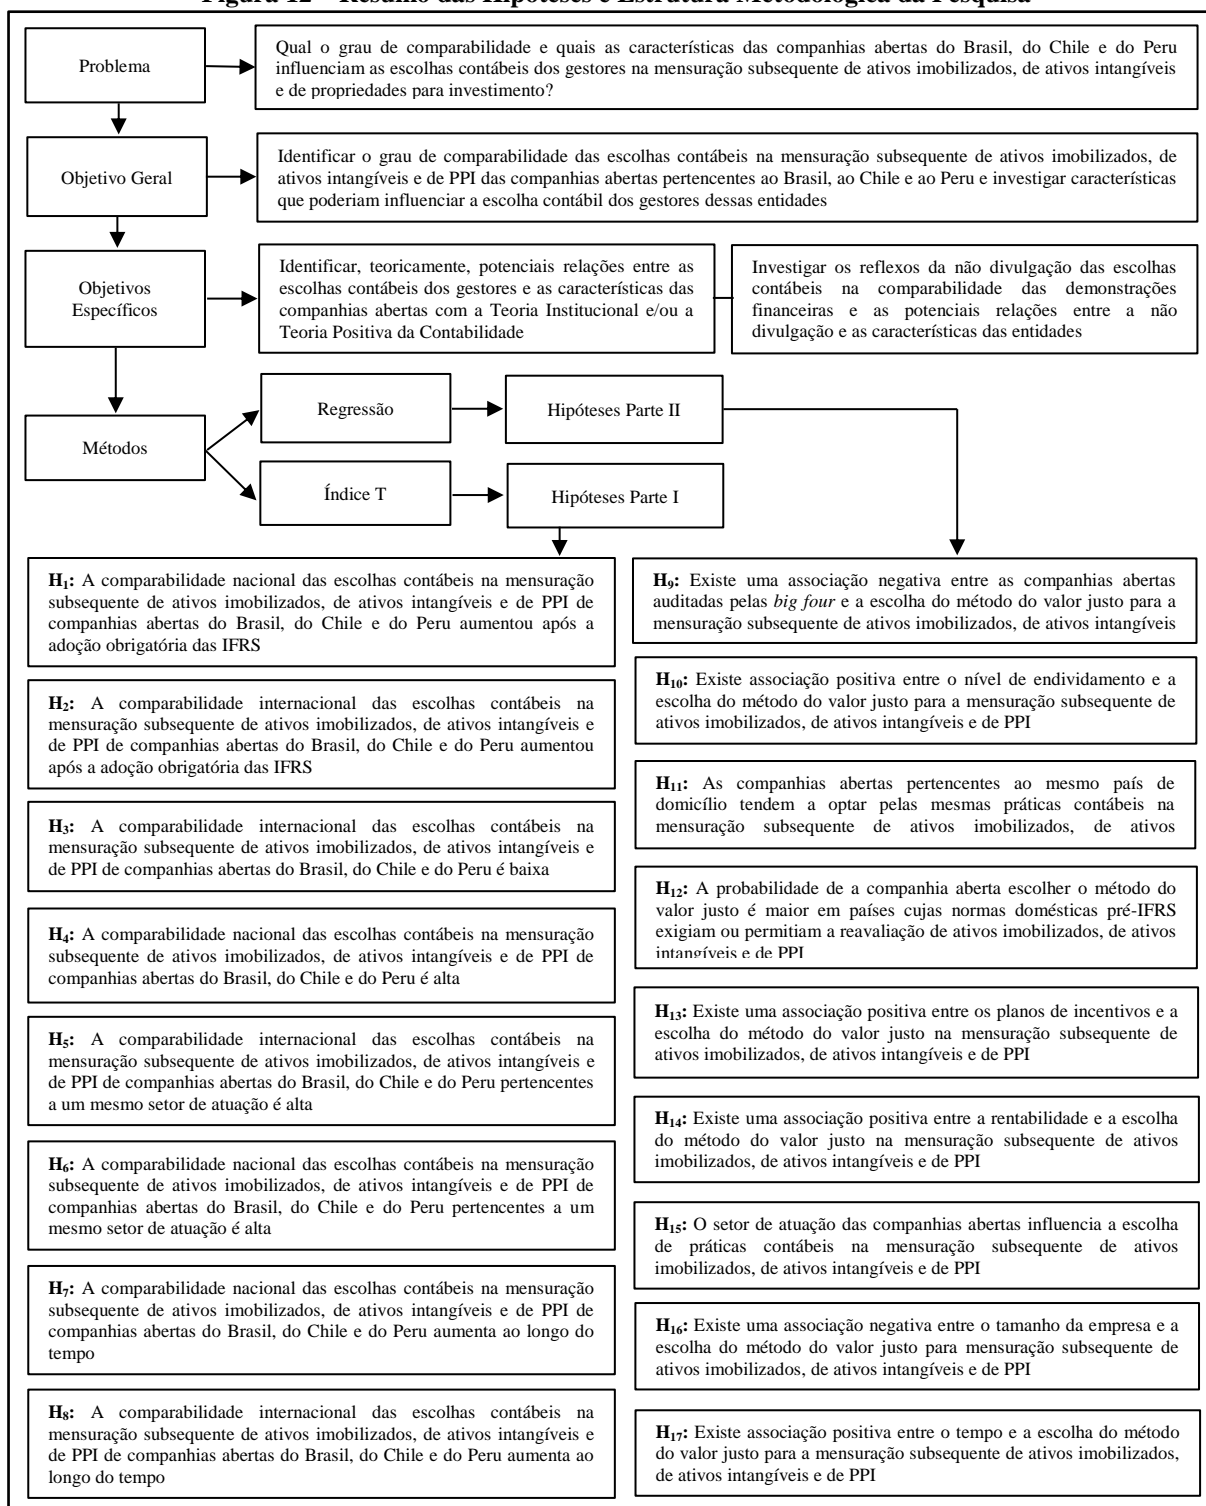 Figura 12 – Resumo das Hipóteses e Estrutura Metodológica da Pesquisa
Problema
Qual o grau de comparabilidade e quais as características das companhias abertas do Brasil, do Chile e do Peru
influenciam as escolhas contábeis dos gestores na mensuração subsequente de ativos imobilizados, de ativos intangíveis
e de propriedades para investimento?
Objetivo Geral
Identificar o grau de comparabilidade das escolhas contábeis na mensuração subsequente de ativos imobilizados, de
ativos intangíveis e de PPI das companhias abertas pertencentes ao Brasil, ao Chile e ao Peru e investigar características
que poderiam influenciar a escolha contábil dos gestores dessas entidades
Objetivos
Específicos
Identificar, teoricamente, potenciais relações entre as
escolhas contábeis dos gestores e as características das
companhias abertas com a Teoria Institucional e/ou a
Teoria Positiva da Contabilidade
Investigar os reflexos da não divulgação das escolhas
contábeis na comparabilidade das demonstrações
financeiras e as potenciais relações entre a não
divulgação e as características das entidades
Métodos
Regressão
Hipóteses Parte II
Índice T
Hipóteses Parte I
H1: A comparabilidade nacional das escolhas contábeis na mensuração
subsequente de ativos imobilizados, de ativos intangíveis e de PPI de
companhias abertas do Brasil, do Chile e do Peru aumentou após a
adoção obrigatória das IFRS
H2: A comparabilidade internacional das escolhas contábeis na
mensuração subsequente de ativos imobilizados, de ativos intangíveis e
de PPI de companhias abertas do Brasil, do Chile e do Peru aumentou
após a adoção obrigatória das IFRS
H3: A comparabilidade internacional das escolhas contábeis na
mensuração subsequente de ativos imobilizados, de ativos intangíveis e
de PPI de companhias abertas do Brasil, do Chile e do Peru é baixa
H4: A comparabilidade nacional das escolhas contábeis na mensuração
subsequente de ativos imobilizados, de ativos intangíveis e de PPI de
companhias abertas do Brasil, do Chile e do Peru é alta
H5: A comparabilidade internacional das escolhas contábeis na
mensuração subsequente de ativos imobilizados, de ativos intangíveis e
de PPI de companhias abertas do Brasil, do Chile e do Peru pertencentes
a um mesmo setor de atuação é alta
H6: A comparabilidade nacional das escolhas contábeis na mensuração
subsequente de ativos imobilizados, de ativos intangíveis e de PPI de
companhias abertas do Brasil, do Chile e do Peru pertencentes a um
mesmo setor de atuação é alta
H7: A comparabilidade nacional das escolhas contábeis na mensuração
subsequente de ativos imobilizados, de ativos intangíveis e de PPI de
companhias abertas do Brasil, do Chile e do Peru aumenta ao longo do
tempo
H8: A comparabilidade internacional das escolhas contábeis na
mensuração subsequente de ativos imobilizados, de ativos intangíveis e
de PPI de companhias abertas do Brasil, do Chile e do Peru aumenta ao
longo do tempo
H9: Existe uma associação negativa entre as companhias abertas
auditadas pelas big four e a escolha do método do valor justo para a
mensuração subsequente de ativos imobilizados, de ativos intangíveis
H10: Existe associação positiva entre o nível de endividamento e a
escolha do método do valor justo para a mensuração subsequente de
ativos imobilizados, de ativos intangíveis e de PPI
H11: As companhias abertas pertencentes ao mesmo país de
domicílio tendem a optar pelas mesmas práticas contábeis na
mensuração subsequente de ativos imobilizados, de ativos
H12: A probabilidade de a companhia aberta escolher o método do
valor justo é maior em países cujas normas domésticas pré-IFRS
exigiam ou permitiam a reavaliação de ativos imobilizados, de ativos
intangíveis e de PPI
H13: Existe uma associação positiva entre os planos de incentivos e a
escolha do método do valor justo na mensuração subsequente de
ativos imobilizados, de ativos intangíveis e de PPI
H14: Existe uma associação positiva entre a rentabilidade e a escolha
do método do valor justo na mensuração subsequente de ativos
imobilizados, de ativos intangíveis e de PPI
H15: O setor de atuação das companhias abertas influencia a escolha
de práticas contábeis na mensuração subsequente de ativos
imobilizados, de ativos intangíveis e de PPI
H16: Existe uma associação negativa entre o tamanho da empresa e a
escolha do método do valor justo para mensuração subsequente de
ativos imobilizados, de ativos intangíveis e de PPI
H17: Existe associação positiva entre o tempo e a escolha do método
do valor justo para a mensuração subsequente de ativos imobilizados,
de ativos intangíveis e de PPI